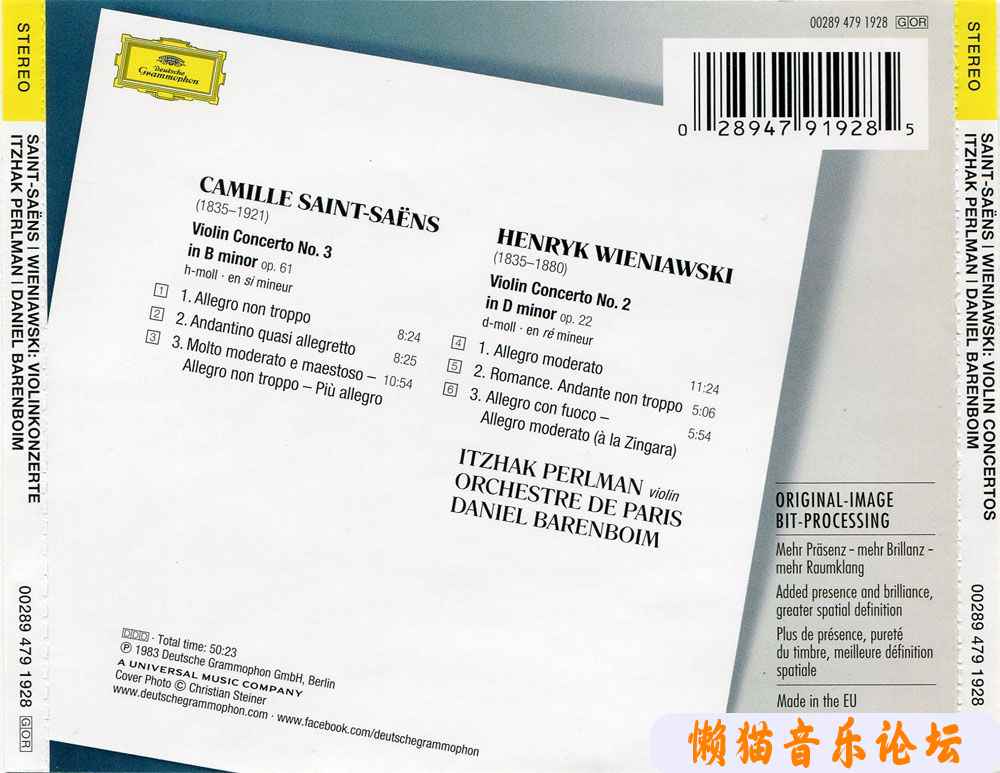 STEREO
SAINT-SAËNS | WIENIAWSKI: VIOLINKONZERTE
ITZHAK PERLMAN | DANIEL BARENBOIM
00289 479 1928 GOR
Deutsche
Grammophon
00289 479 1928 GOR
0 28947 91928 5
CAMILLE SAINT-SAËNS
(1835–1921)
Violin Concerto No. 3
in B minor op. 61
h-moll · en si mineur
1 1. Allegro non troppo 8:24
2 2. Andantino quasi allegretto 8:25
3 3. Molto moderato e maestoso – 10:54
Allegro non troppo – Più allegro
HENRYK WIENIAWSKI
(1835–1880)
Violin Concerto No. 2
in D minor op. 22
d-moll · en ré mineur
4 1. Allegro moderato 11:24
5 2. Romance. Andante non troppo 5:06
6 3. Allegro con fuoco – 5:54
Allegro moderato (à la Zingara)
ITZHAK PERLMAN violin
ORCHESTRE DE PARIS
DANIEL BARENBOIM
DDD · Total time: 50:23
℗ 1983 Deutsche Grammophon GmbH, Berlin
A UNIVERSAL MUSIC COMPANY
Cover Photo © Christian Steiner
www.deutschegrammophon.com · www.facebook.com/deutschegrammophon
ORIGINAL-IMAGE
BIT-PROCESSING
Mehr Präsenz – mehr Brillanz –
mehr Raumklang
Added presence and brilliance,
greater spatial definition
Plus de présence, pureté
du timbre, meilleure définition
spatiale
Made in the EU
STEREO
SAINT-SAËNS | WIENIAWSKI: VIOLIN CONCERTOS
ITZHAK PERLMAN | DANIEL BARENBOIM
00289 479 1928
懒猫音乐论坛